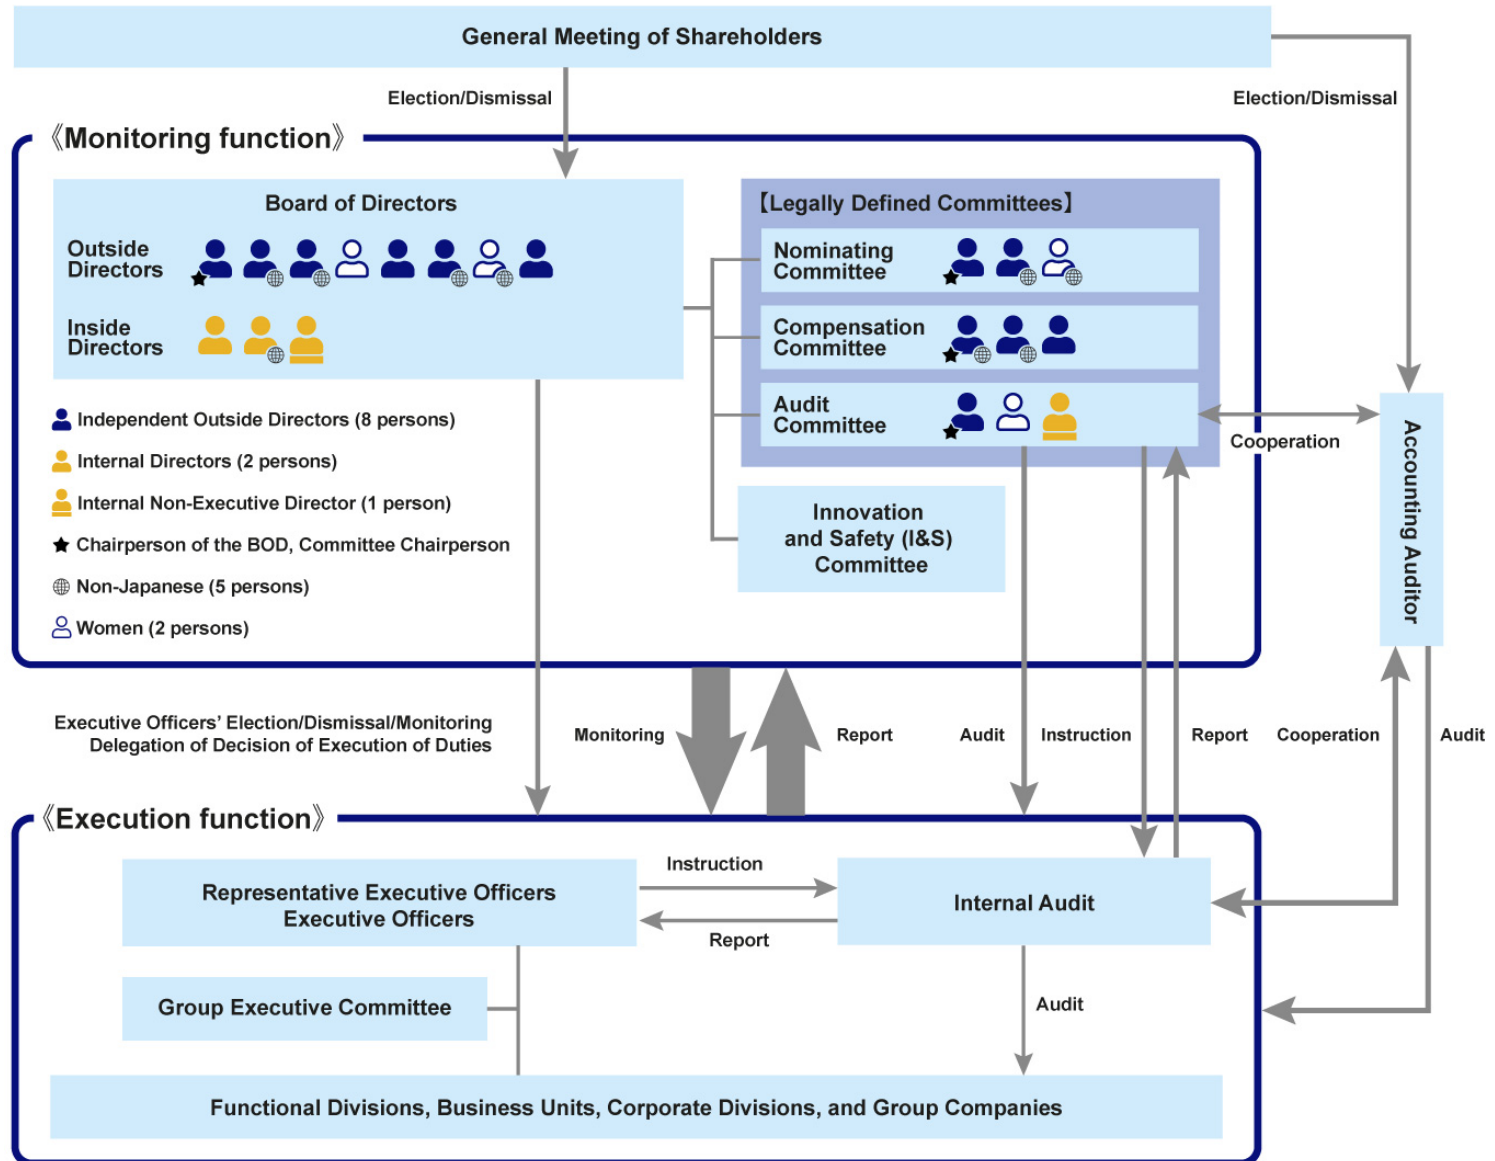 General Meeting of Shareholders
Election/Dismissal
Election/Dismissal
《Monitoring function》
Board of Directors
Outside
Directors
Inside
Directors
Independent Outside Directors (8 persons)
Internal Directors (2 persons)
Internal Non-Executive Director (1 person)
Chairperson of the BOD, Committee Chairperson
Non-Japanese (5 persons)
Women (2 persons)
【Legally Defined Committees】
Nominating
Committee
Compensation
Committee
Audit
Committee
Innovation
and Safety (I&S)
Committee
Cooperation
Accounting Auditor
Executive Officers’ Election/Dismissal/Monitoring
Delegation of Decision of Execution of Duties
Monitoring
Report
Audit
Instruction
Report
Cooperation
Audit
《Execution function》
Representative Executive Officers
Executive Officers
Instruction
Report
Internal Audit
Group Executive Committee
Audit
Functional Divisions, Business Units, Corporate Divisions, and Group Companies